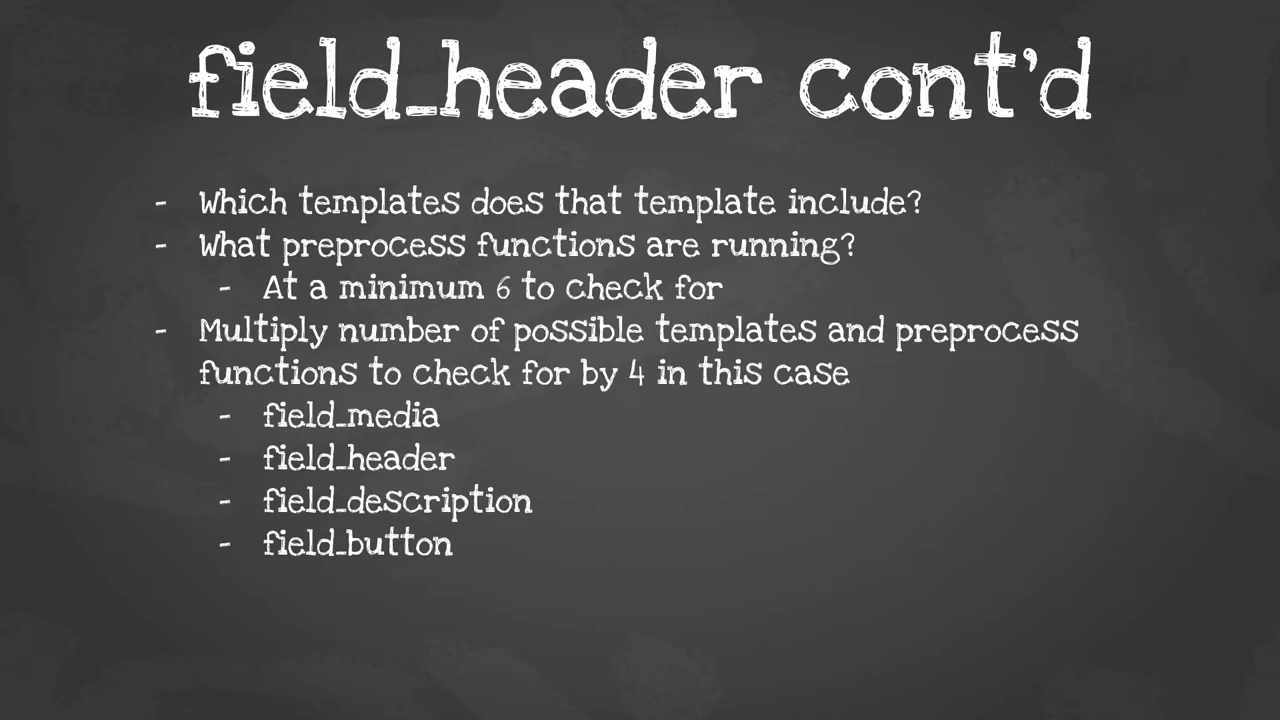 field_header cont'd
- Which templates does that template include?
- What preprocess functions are running?
- At a minimum 6 to check for
- Multiply number of possible templates and preprocess
functions to check for by 4 in this case
- field_media
- field_header
- field_description
- field_button